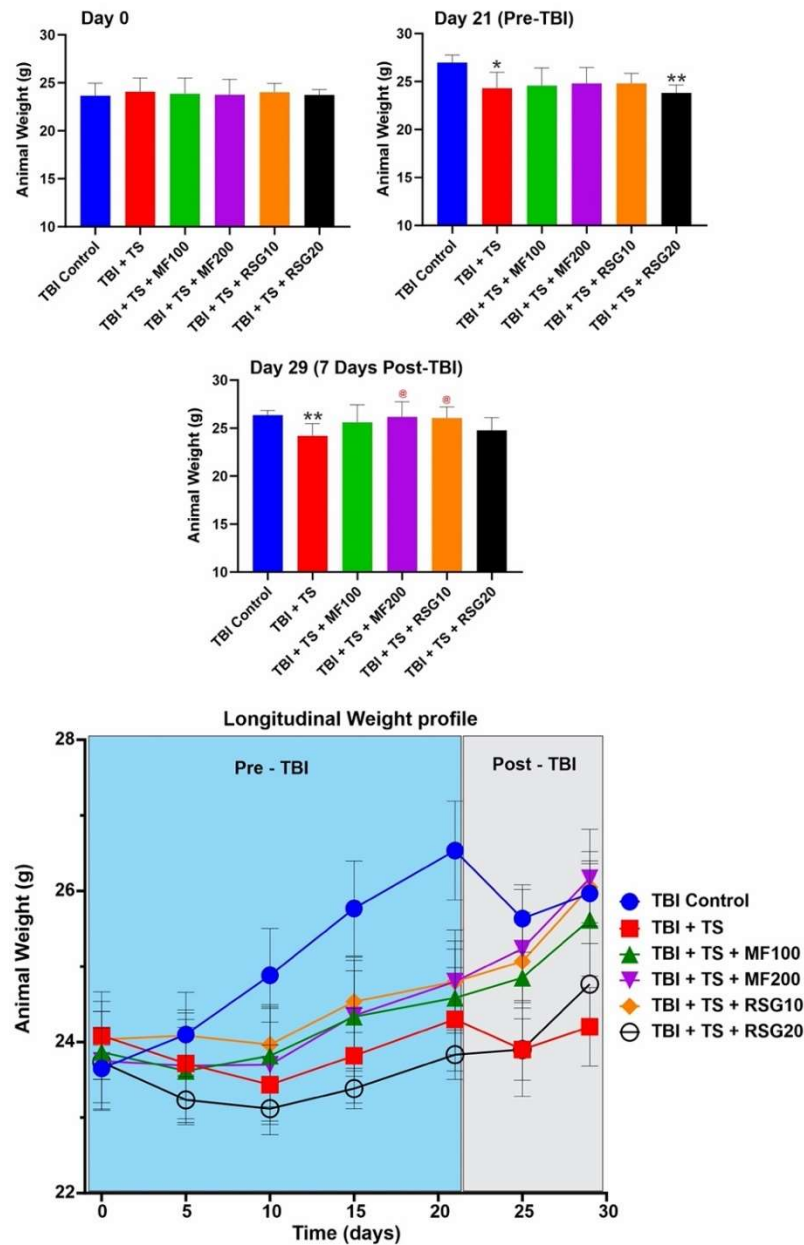 Day 0
Animal Weight (g)
30
25
20
15
10
TBI Control
TBI + TS
TBI + TS + MF100
TBI + TS + MF200
TBI + TS + RSG10
TBI + TS + RSG20
Day 21 (Pre-TBI)
Animal Weight (g)
30
25
20
15
10
*
**
TBI Control
TBI + TS
TBI + TS + MF100
TBI + TS + MF200
TBI + TS + RSG10
TBI + TS + RSG20
Day 29 (7 Days Post-TBI)
Animal Weight (g)
30
25
20
15
10
**
@
@
TBI Control
TBI + TS
TBI + TS + MF100
TBI + TS + MF200
TBI + TS + RSG10
TBI + TS + RSG20
Longitudinal Weight profile
Pre - TBI
Post - TBI
Animal Weight (g)
28
26
24
22
0
5
10
15
20
25
30
Time (days)
TBI Control
TBI + TS
TBI + TS + MF100
TBI + TS + MF200
TBI + TS + RSG10
TBI + TS + RSG20